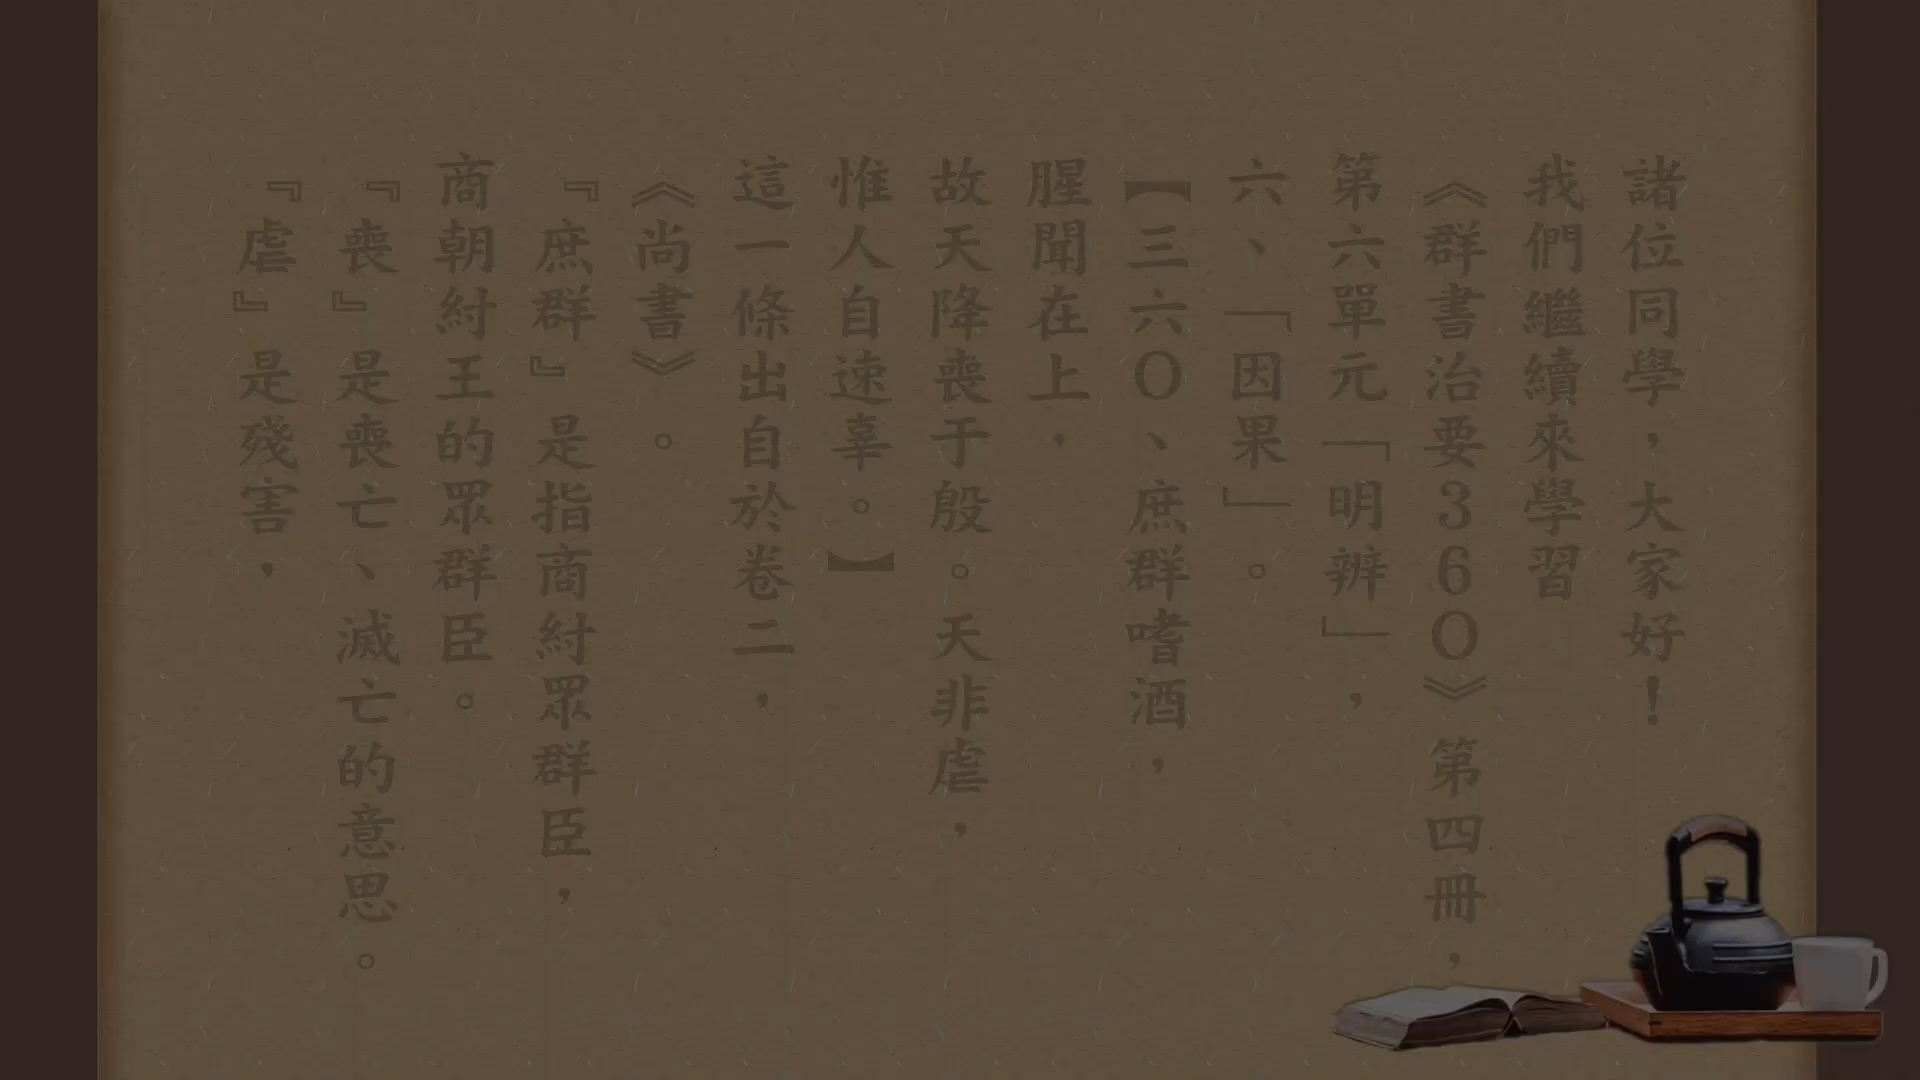 諸位同學，大家好！
我們繼續來學習
《群書治要36０》第四冊，
第六單元「明辨」，
六、「因果」。
【三六０、庶群嗜酒，
腥聞在上，
故天降喪于殷。天非虐，
惟人自速辜。】
這一條出自於卷二，
《尚書》。
『庶群』是指商紂眾群臣，
商朝紂王的眾群臣。
『喪』是喪亡、滅亡的意思。
『虐』是殘害，